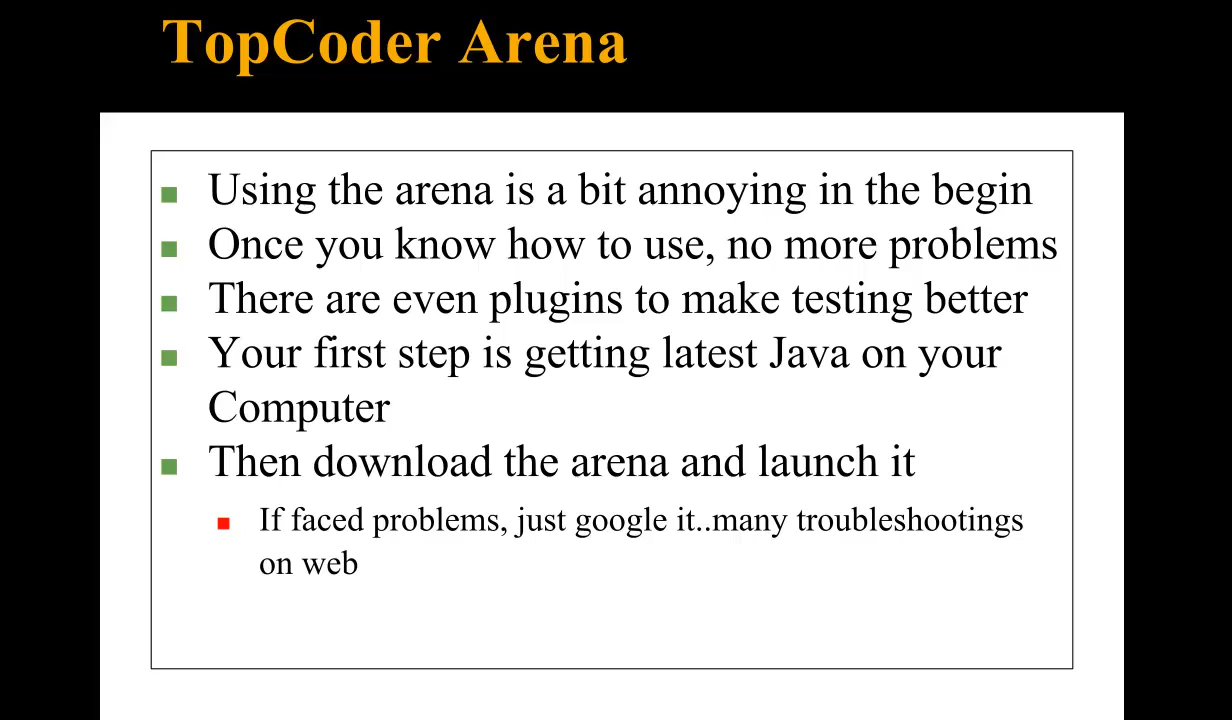 TopCoder Arena
Using the arena is a bit annoying in the begin
Once you know how to use, no more problems
There are even plugins to make testing better
Your first step is getting latest Java on your
Computer
Then download the arena and launch it
If faced problems, just google it..many troubleshootings
on web